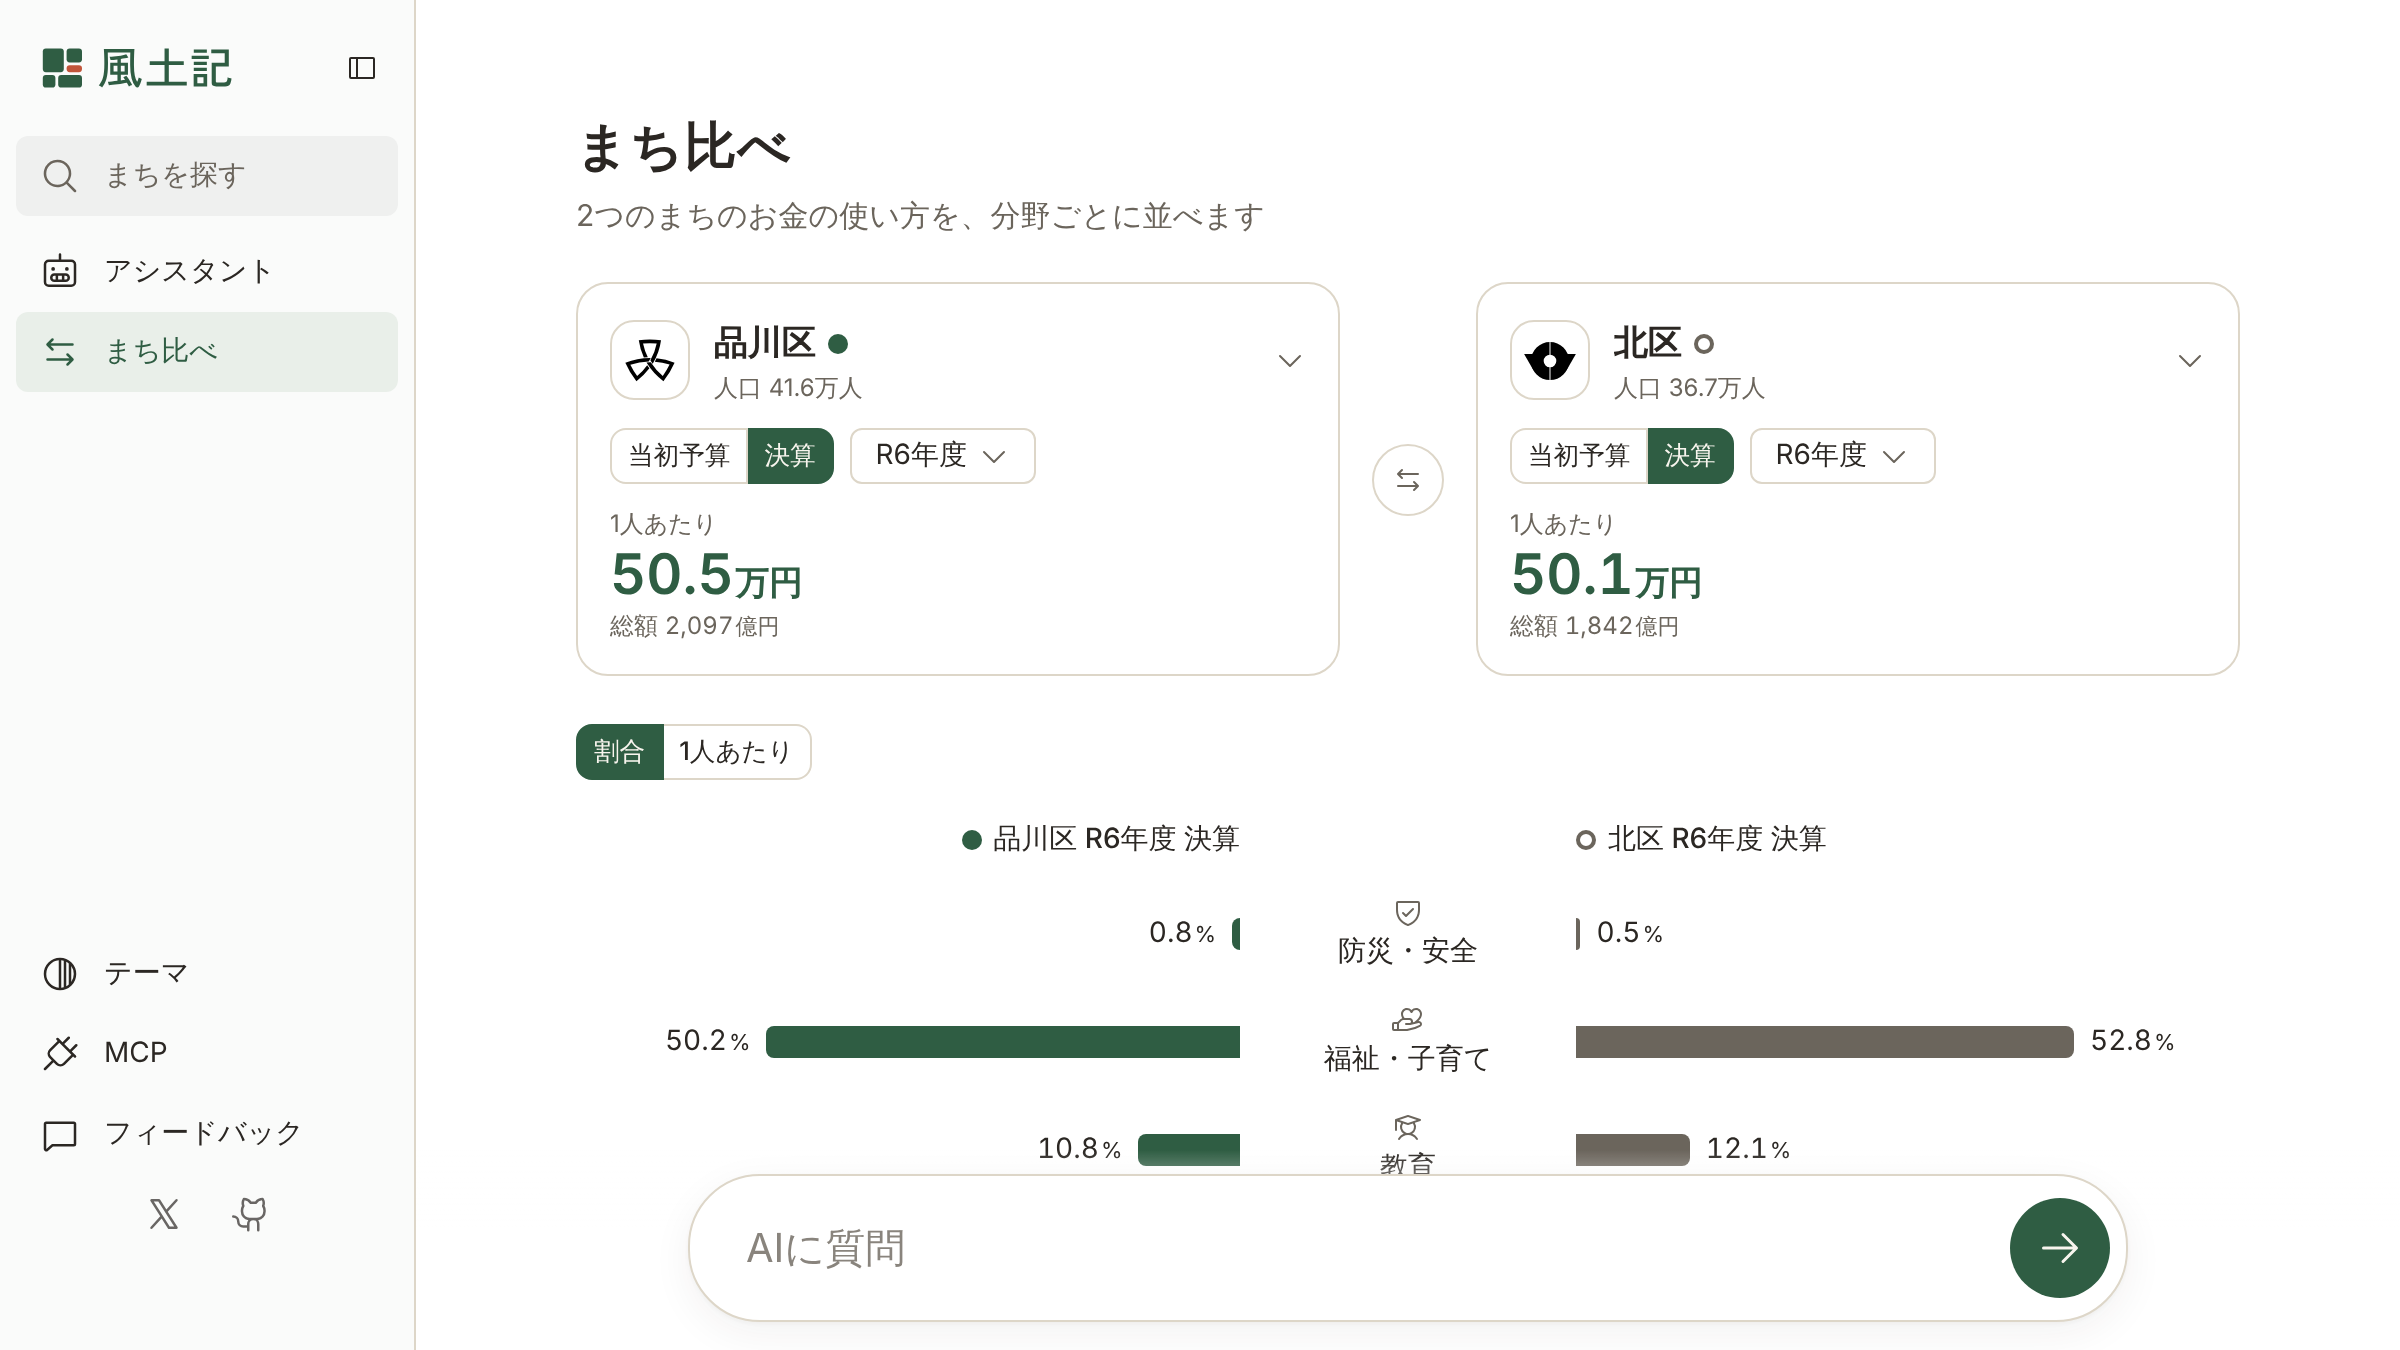 風土記
まちを探す
アシスタント
まち比べ
テーマ
MCP
フィードバック
まち比べ
2つのまちのお金の使い方を、分野ごとに並べます
品川区
人口 41.6万人
当初予算 決算 R6年度
1人あたり
50.5万円
総額 2,097億円
北区
人口 36.7万人
当初予算 決算 R6年度
1人あたり
50.1万円
総額 1,842億円
割合 1人あたり
品川区 R6年度 決算 北区 R6年度 決算
0.8% 防災・安全 0.5%
50.2% 福祉・子育て 52.8%
10.8% 教育 12.1%
AIに質問